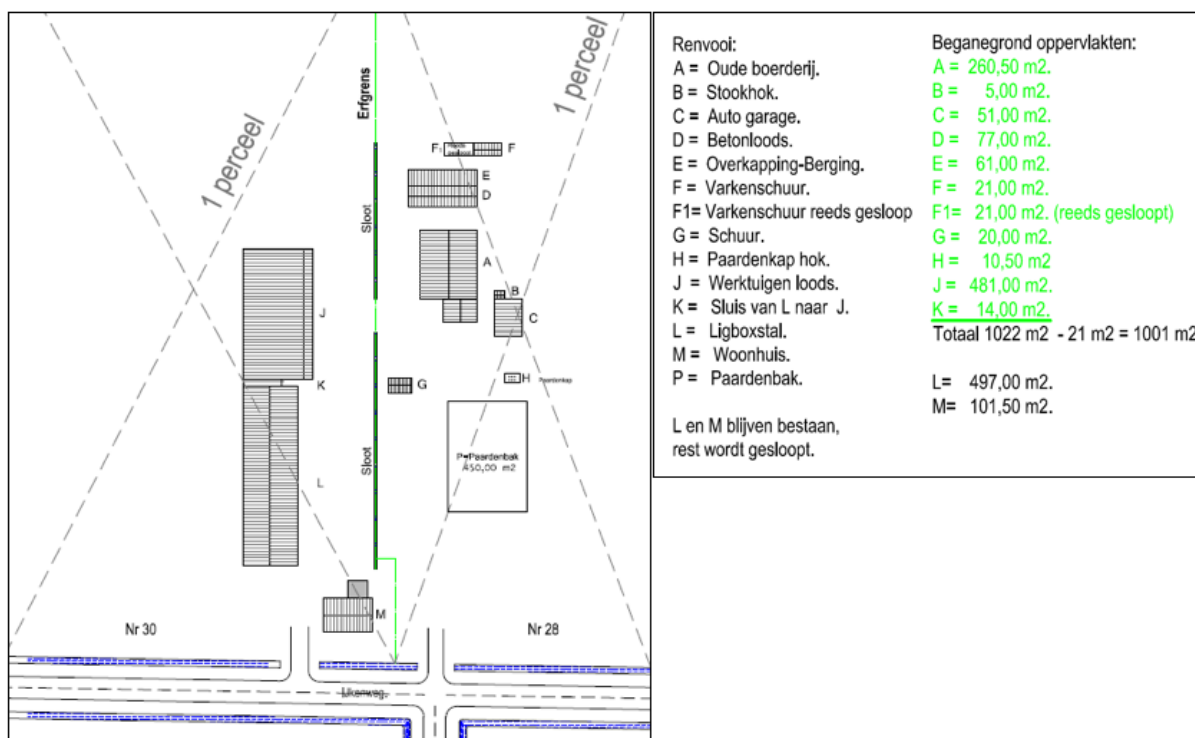 1 perceel
Erfgrens
1 perceel
F1 Reeds gesloopt F
E
D
Sloot
A
B
C
J
K
G
H Paardenkap
P=Paardenbak
450,00 m2
Sloot
L
M
Nr 30
Nr 28
Renvooi:
A = Oude boerderij.
B = Stookhok.
C = Auto garage.
D = Betonloods.
E = Overkapping-Berging.
F = Varkenschuur.
F1= Varkenschuur reeds gesloop
G = Schuur.
H = Paardenkap hok.
J = Werktuigen loods.
K = Sluis van L naar J.
L = Ligboxstal.
M = Woonhuis.
P = Paardenbak.
L en M blijven bestaan,
rest wordt gesloopt.
Beganegrond oppervlakten:
A = 260,50 m2.
B = 5,00 m2.
C = 51,00 m2.
D = 77,00 m2.
E = 61,00 m2.
F = 21,00 m2.
F1= 21,00 m2. (reeds gesloopt)
G = 20,00 m2.
H = 10,50 m2
J = 481,00 m2.
K = 14,00 m2.
Totaal 1022 m2 - 21 m2 = 1001 m2
L= 497,00 m2.
M= 101,50 m2.